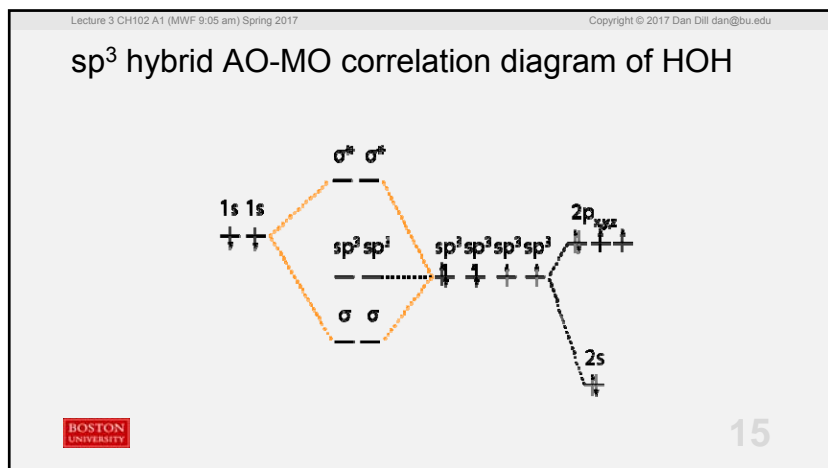 Lecture 3 CH102 A1 (MWF 9:05 am) Spring 2017
Copyright © 2017 Dan Dill dan@bu.edu
sp³ hybrid AO-MO correlation diagram of HOH
σ* σ*
1s 1s
2pₓ,ᵧ,𝓏
sp³ sp³
sp³ sp³ sp³ sp³
σ σ
2s
BOSTON
UNIVERSITY
15